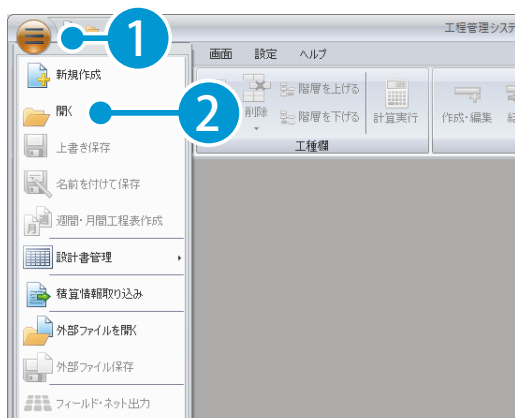 工程管理システ
1
画面 設定 ヘルプ
新規作成
開く
2
上書き保存
名前を付けて保存
週間・月間工程表作成
設計書管理
積算情報取り込み
外部ファイルを開く
外部ファイル保存
フィールド・ネット出力
削除
階層を上げる
階層を下げる
計算実行
作成・編集
工種欄